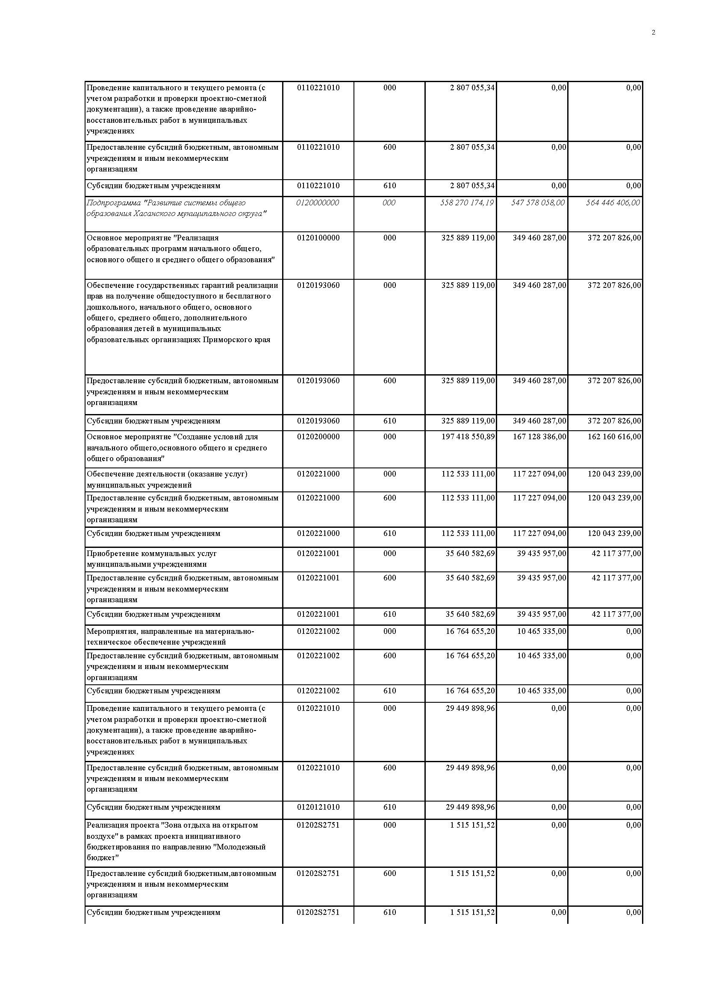 2
Проведение капитального и текущего ремонта (с 0110221010 000 2 807 055,34 0,00 0,00
учетом разработки и проверки проектно-сметной
документации), а также проведение аварийно-
восстановительных работ в муниципальных
учреждениях
Предоставление субсидий бюджетным, автономным 0110221010 600 2 807 055,34 0,00 0,00
учреждениям и иным некоммерческим
организациям
Субсидии бюджетным учреждениям 0110221010 610 2 807 055,34 0,00 0,00
Подпрограмма "Развитие системы общего 0120000000 000 558 270 174,19 547 578 058,00 564 446 406,00
образования Хасанского муниципального округа"
Основное мероприятие "Реализация 0120100000 000 325 889 119,00 349 460 287,00 372 207 826,00
образовательных программ начального общего,
основного общего и среднего общего образования"
Обеспечение государственных гарантий реализации 0120193060 000 325 889 119,00 349 460 287,00 372 207 826,00
прав на получение общедоступного и бесплатного
дошкольного, начального общего, основного
общего, среднего общего, дополнительного
образования детей в муниципальных
образовательных организациях Приморского края
Предоставление субсидий бюджетным, автономным 0120193060 600 325 889 119,00 349 460 287,00 372 207 826,00
учреждениям и иным некоммерческим
организациям
Субсидии бюджетным учреждениям 0120193060 610 325 889 119,00 349 460 287,00 372 207 826,00
Основное мероприятие "Создание условий для 0120200000 000 197 418 550,89 167 128 386,00 162 160 616,00
начального общего,основного общего и среднего
общего образования"
Обеспечение деятельности (оказание услуг) 0120221000 000 112 533 111,00 117 227 094,00 120 043 239,00
муниципальных учреждений
Предоставление субсидий бюджетным, автономным 0120221000 600 112 533 111,00 117 227 094,00 120 043 239,00
учреждениям и иным некоммерческим
организациям
Субсидии бюджетным учреждениям 0120221000 610 112 533 111,00 117 227 094,00 120 043 239,00
Приобретение коммунальных услуг 0120221001 000 35 640 582,69 39 435 957,00 42 117 377,00
муниципальными учреждениями
Предоставление субсидий бюджетным, автономным 0120221001 600 35 640 582,69 39 435 957,00 42 117 377,00
учреждениям и иным некоммерческим
организациям
Субсидии бюджетным учреждениям 0120221001 610 35 640 582,69 39 435 957,00 42 117 377,00
Мероприятия, направленные на материально- 0120221002 000 16 764 655,20 10 465 335,00 0,00
техническое обеспечение учреждений
Предоставление субсидий бюджетным, автономным 0120221002 600 16 764 655,20 10 465 335,00 0,00
учреждениям и иным некоммерческим
организациям
Субсидии бюджетным учреждениям 0120221002 610 16 764 655,20 10 465 335,00 0,00
Проведение капитального и текущего ремонта (с 0120221010 000 29 449 898,96 0,00 0,00
учетом разработки и проверки проектно-сметной
документации), а также проведение аварийно-
восстановительных работ в муниципальных
учреждениях
Предоставление субсидий бюджетным, автономным 0120221010 600 29 449 898,96 0,00 0,00
учреждениям и иным некоммерческим
организациям
Субсидии бюджетным учреждениям 0120121010 610 29 449 898,96 0,00 0,00
Реализация проекта "Зона отдыха на открытом 01202S2751 000 1 515 151,52 0,00 0,00
воздухе" в рамках проекта инициативного
бюджетирования по направлению "Молодежный
бюджет"
Предоставление субсидий бюджетным,автономным 01202S2751 600 1 515 151,52 0,00 0,00
учреждениям и иным некоммерческим
организациям
Субсидии бюджетным учреждениям 01202S2751 610 1 515 151,52 0,00 0,00